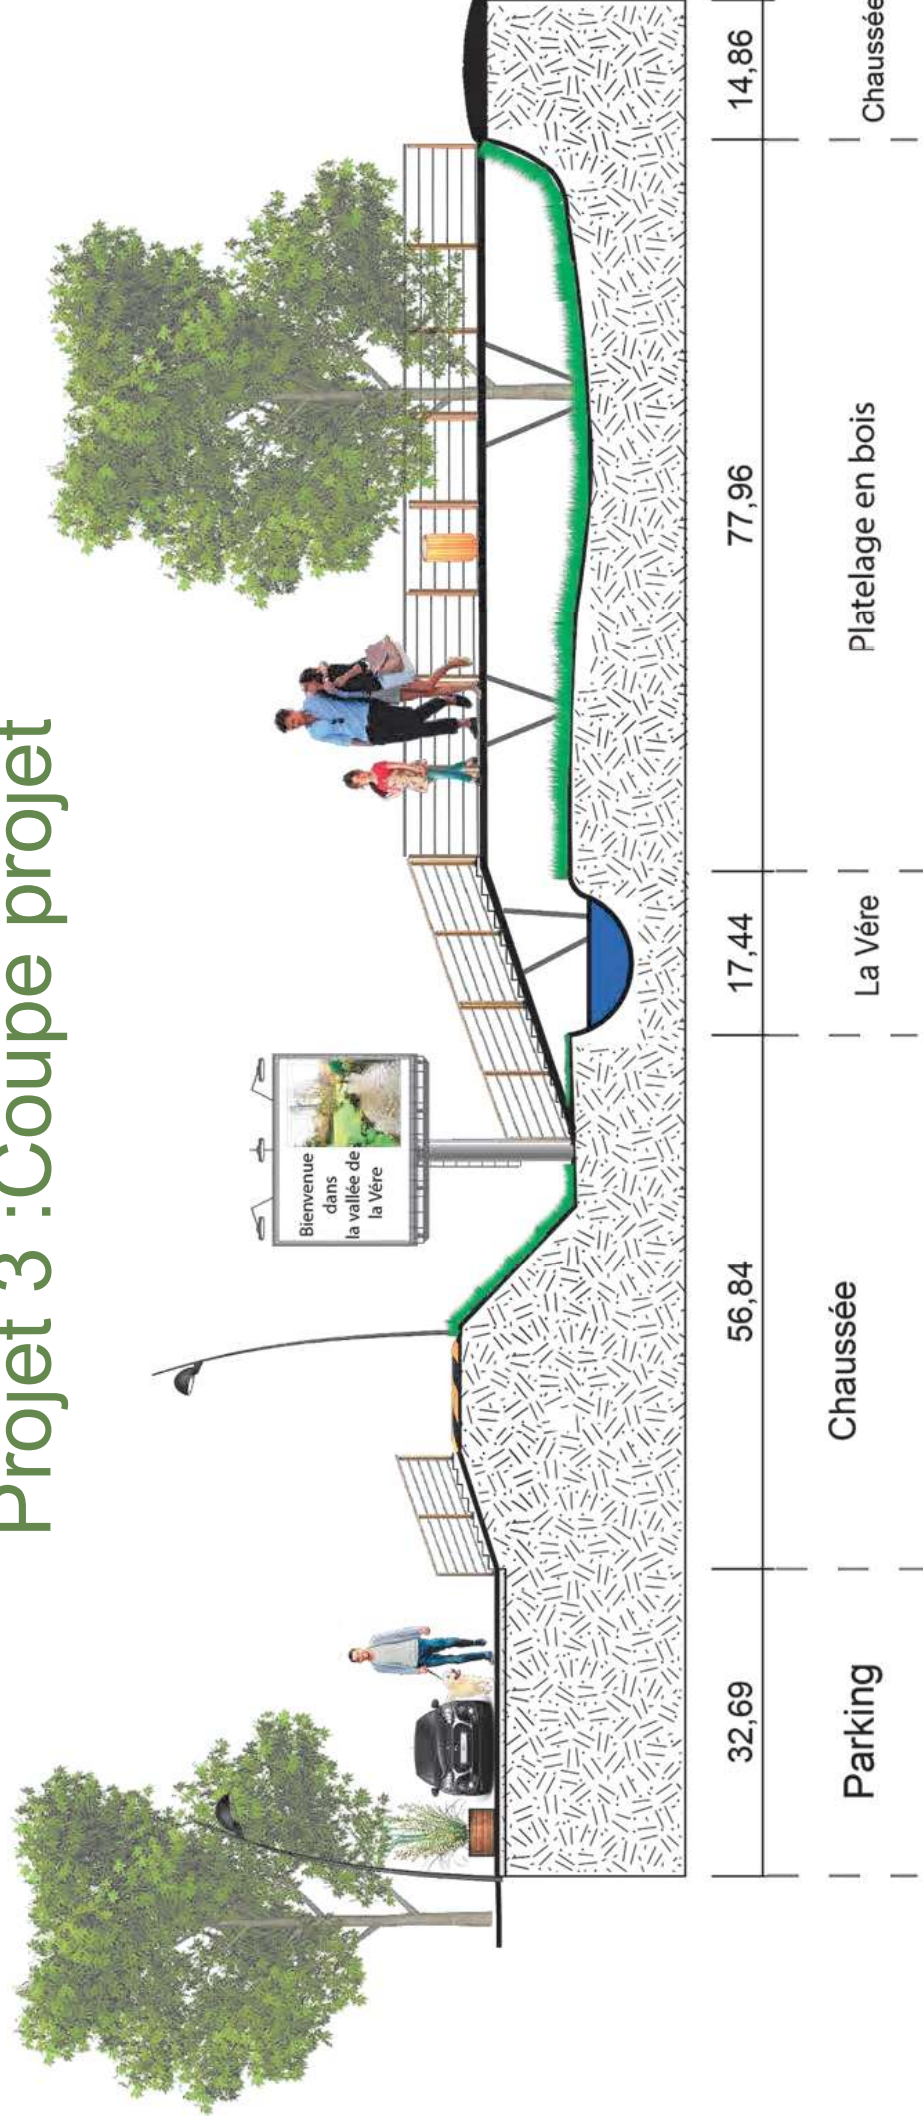 Projet 3 :Coupe projet
Bienvenue
dans
la vallée de
la Vére
32,69
56,84
17,44
77,96
14,86
Parking
Chaussée
La Vére
Platelage en bois
Chaussée